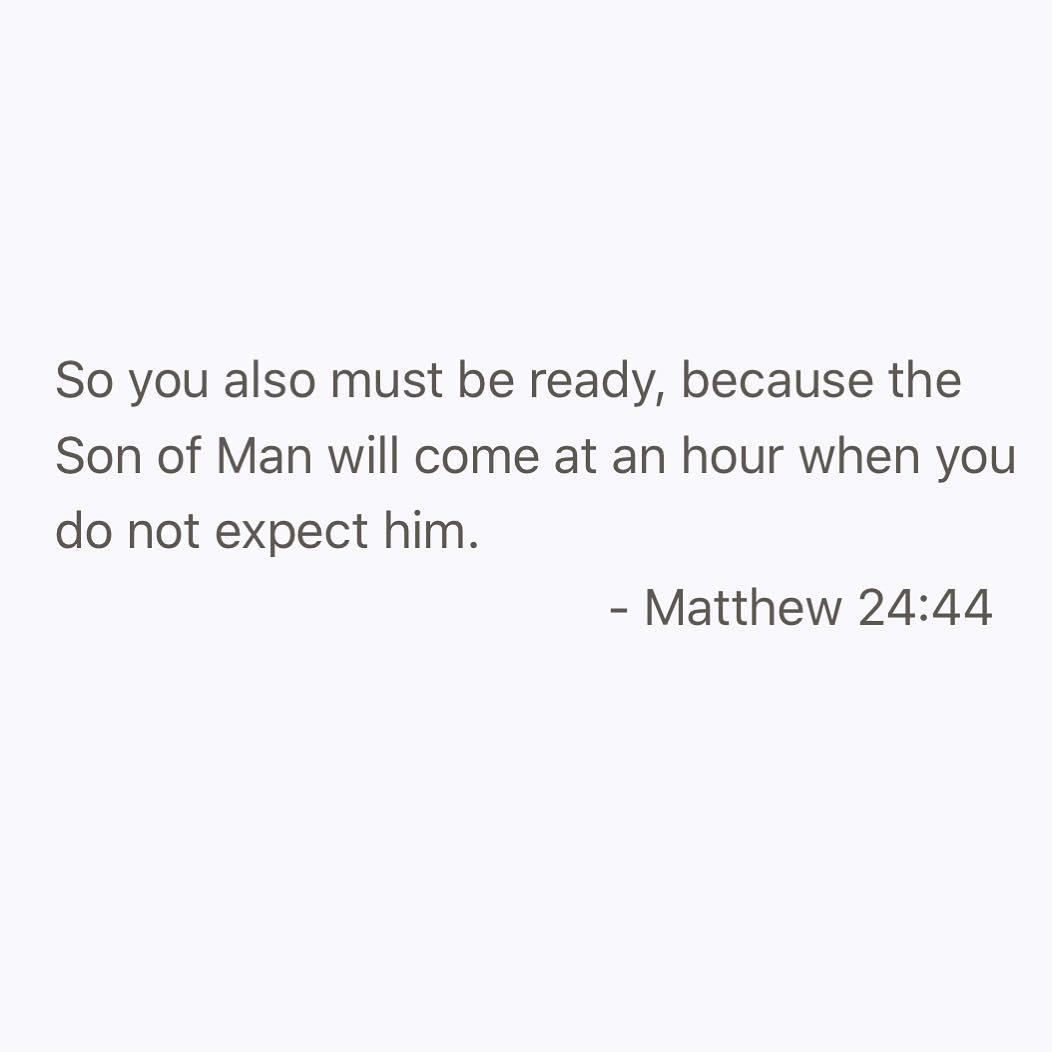 So you also must be ready, because the
Son of Man will come at an hour when you
do not expect him.
- Matthew 24:44